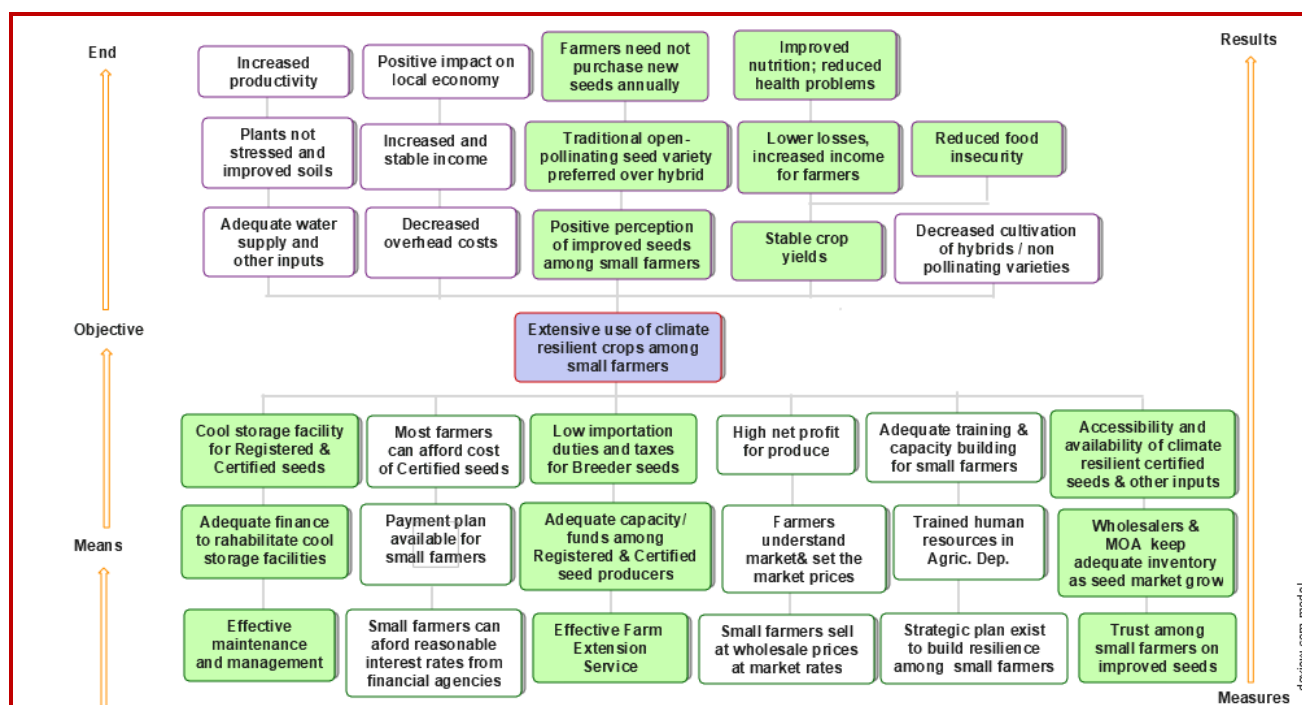 End
Results
Increased
productivity
Positive impact on
local economy
Farmers need not
purchase new
seeds annually
Improved
nutrition; reduced
health problems
Plants not
stressed and
improved soils
Increased and
stable income
Traditional open-
pollinating seed variety
preferred over hybrid
Lower losses,
increased income
for farmers
Reduced food
insecurity
Adequate water
supply and
other inputs
Decreased
overhead costs
Positive perception
of improved seeds
among small farmers
Stable crop
yields
Decreased cultivation
of hybrids / non
pollinating varieties
Objective
Extensive use of climate
resilient crops among
small farmers
Cool storage facility
for Registered &
Certified seeds
Most farmers
can afford cost
of Certified seeds
Low importation
duties and taxes
for Breeder seeds
High net profit
for produce
Adequate training &
capacity building
for small farmers
Accessibility and
availability of climate
resilient certified
seeds & other inputs
Means
Adequate finance
to rahabilitate cool
storage facilities
Payment plan
available for
small farmers
Adequate capacity/
funds among
Registered & Certified
seed producers
Farmers
understand
market& set the
market prices
Trained human
resources in
Agric. Dep.
Wholesalers &
MOA keep
adequate inventory
as seed market grow
Effective
maintenance
and management
Small farmers can
aford reasonable
interest rates from
financial agencies
Effective Farm
Extension
Service
Small farmers sell
at wholesale prices
at market rates
Strategic plan exist
to build resilience
among small farmers
Trust among
small farmers on
improved seeds
Measures